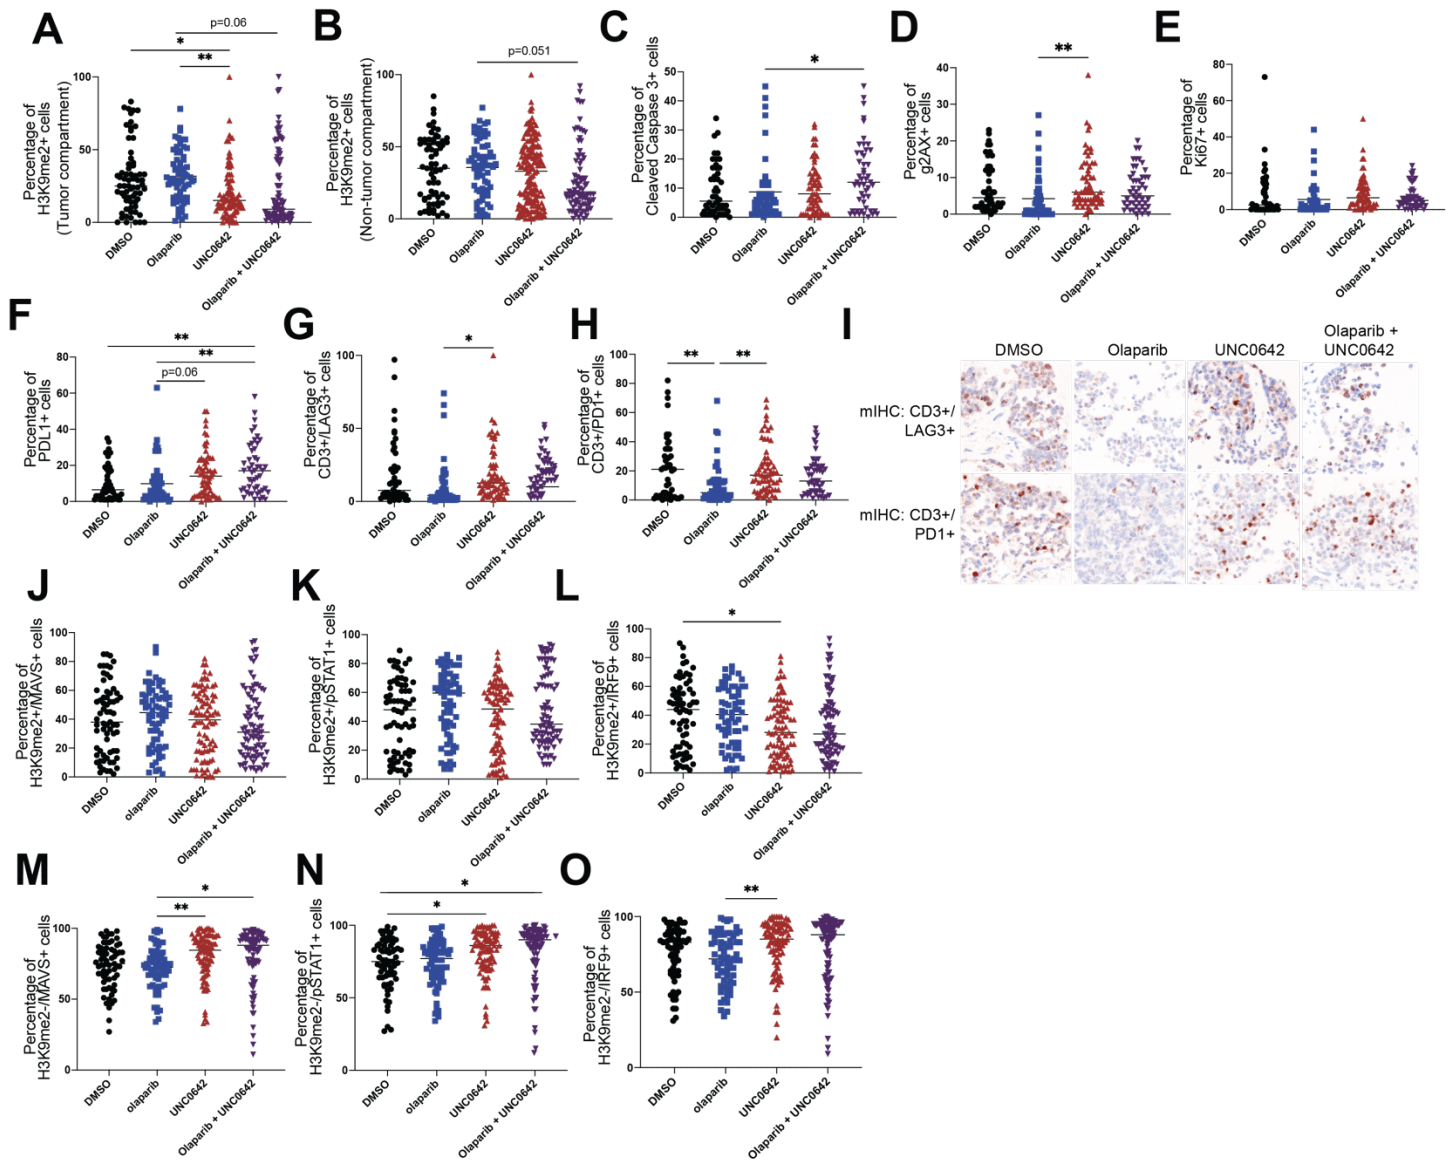 A
p=0.06
*
**
Percentage of
H3K9me2+ cells
(Tumor compartment)
100
50
0
DMSO
Olaparib
UNC0642
Olaparib + UNC0642
B
p=0.051
Percentage of
H3K9me2+ cells
(Non-tumor compartment)
100
50
0
DMSO
Olaparib
UNC0642
Olaparib + UNC0642
C
*
Percentage of
Cleaved Caspase 3+ cells
50
40
30
20
10
0
DMSO
Olaparib
UNC0642
Olaparib + UNC0642
D
**
Percentage of
g2AX+ cells
40
30
20
10
0
DMSO
Olaparib
UNC0642
Olaparib + UNC0642
E
Percentage of
Ki67+ cells
80
60
40
20
0
DMSO
Olaparib
UNC0642
Olaparib + UNC0642
F
**
**
p=0.06
Percentage of
PDL1+ cells
80
60
40
20
0
DMSO
Olaparib
UNC0642
Olaparib + UNC0642
G
*
Percentage of
CD3+/LAG3+ cells
100
50
0
DMSO
Olaparib
UNC0642
Olaparib + UNC0642
H
**
**
Percentage of
CD3+/PD1+ cells
100
80
60
40
20
0
DMSO
Olaparib
UNC0642
Olaparib + UNC0642
I
DMSO
Olaparib
UNC0642
Olaparib +
UNC0642
mIHC: CD3+/
LAG3+
mIHC: CD3+/
PD1+
J
Percentage of
H3K9me2+/MAVS+ cells
100
80
60
40
20
0
DMSO
olaparib
UNC0642
Olaparib + UNC0642
K
Percentage of
H3K9me2+/pSTAT1+ cells
100
80
60
40
20
0
DMSO
olaparib
UNC0642
Olaparib + UNC0642
L
*
Percentage of
H3K9me2+/IRF9+ cells
100
80
60
40
20
0
DMSO
olaparib
UNC0642
Olaparib + UNC0642
M
*
**
Percentage of
H3K9me2-/MAVS+ cells
100
50
0
DMSO
olaparib
UNC0642
Olaparib + UNC0642
N
*
*
Percentage of
H3K9me2-/pSTAT1+ cells
100
50
0
DMSO
olaparib
UNC0642
Olaparib + UNC0642
O
**
Percentage of
H3K9me2-/IRF9+ cells
100
50
0
DMSO
olaparib
UNC0642
Olaparib + UNC0642